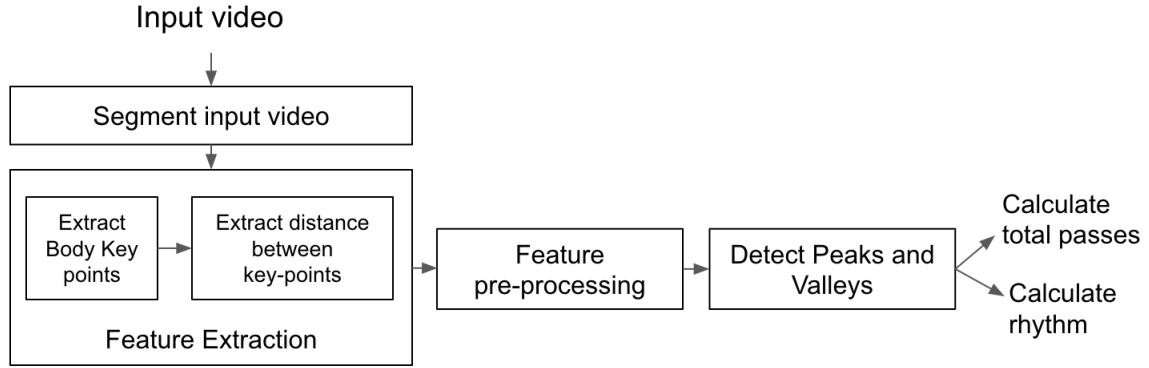 Input video
Segment input video
Extract
Body Key
points
Extract distance
between
key-points
Feature Extraction
Feature
pre-processing
Detect Peaks and
Valleys
Calculate
total passes
Calculate
rhythm